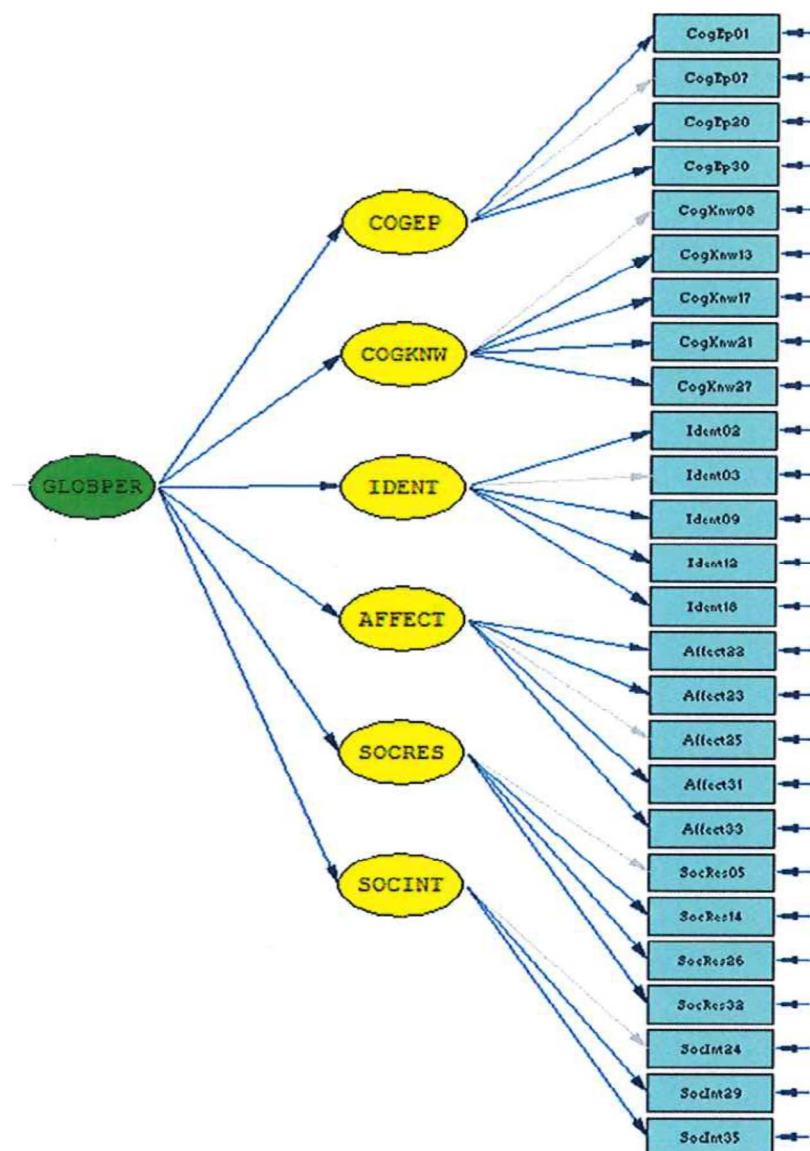 CogEp01
CogEp07
CogEp20
CogEp30
COGEP
CogKnw08
CogKnw13
CogKnw17
COGKNW
CogKnw21
CogKnw27
Ident02
Ident03
GLOBPER
IDENT
Ident09
Ident12
Ident18
AFFECT
Affect22
Affect23
Affect25
SOCRES
Affect31
Affect33
SocRes05
SOCINT
SocRes14
SocRes26
SocRes32
SocInt24
SocInt29
SocInt35